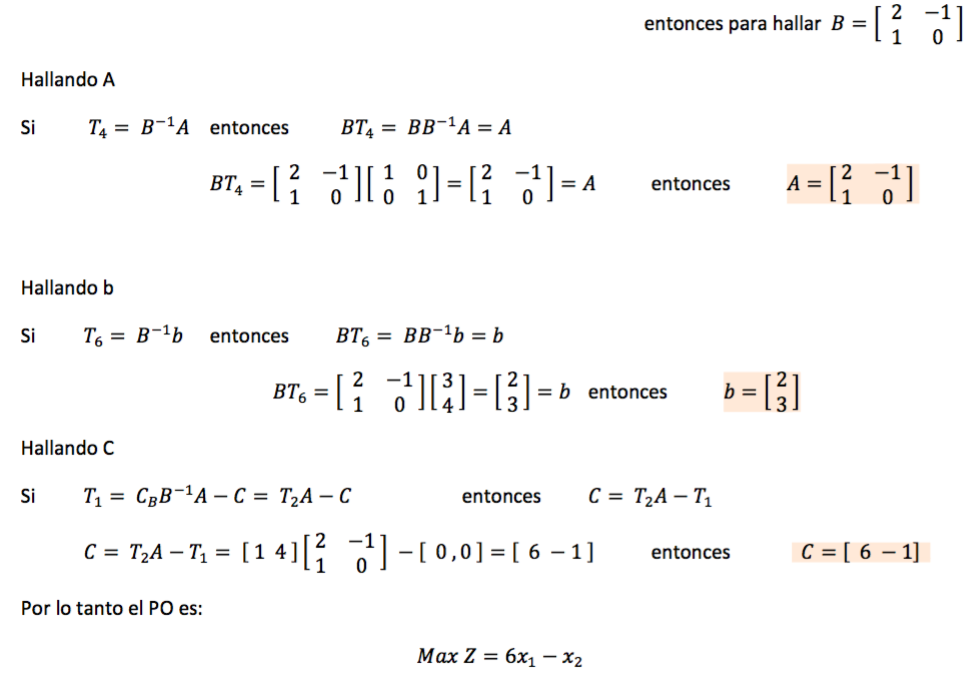 entonces para hallar B = [ 2 −1 ; 1 0 ]
Hallando A
Si T₄ = B⁻¹A entonces BT₄ = BB⁻¹A = A
BT₄ = [ 2 −1 ; 1 0 ] [ 1 0 ; 0 1 ] = [ 2 −1 ; 1 0 ] = A entonces A = [ 2 −1 ; 1 0 ]
Hallando b
Si T₆ = B⁻¹b entonces BT₆ = BB⁻¹b = b
BT₆ = [ 2 −1 ; 1 0 ] [ 3 ; 4 ] = [ 2 ; 3 ] = b entonces b = [ 2 ; 3 ]
Hallando C
Si T₁ = C_B B⁻¹A − C = T₂A − C entonces C = T₂A − T₁
C = T₂A − T₁ = [ 1 4 ] [ 2 −1 ; 1 0 ] − [ 0 ,0 ] = [ 6 − 1 ] entonces C = [ 6 − 1]
Por lo tanto el PO es:
Max Z = 6x₁ − x₂